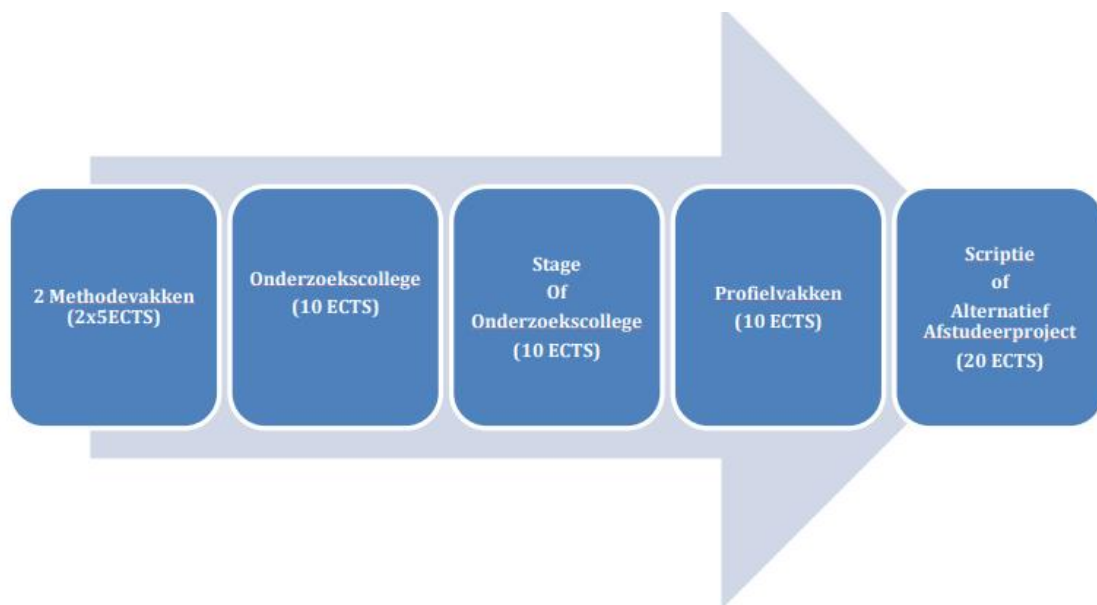 2 Methodevakken
(2x5ECTS)
Onderzoekscollege
(10 ECTS)
Stage
Of
Onderzoekscollege
(10 ECTS)
Profielvakken
(10 ECTS)
Scriptie
of
Alternatief
Afstudeerproject
(20 ECTS)